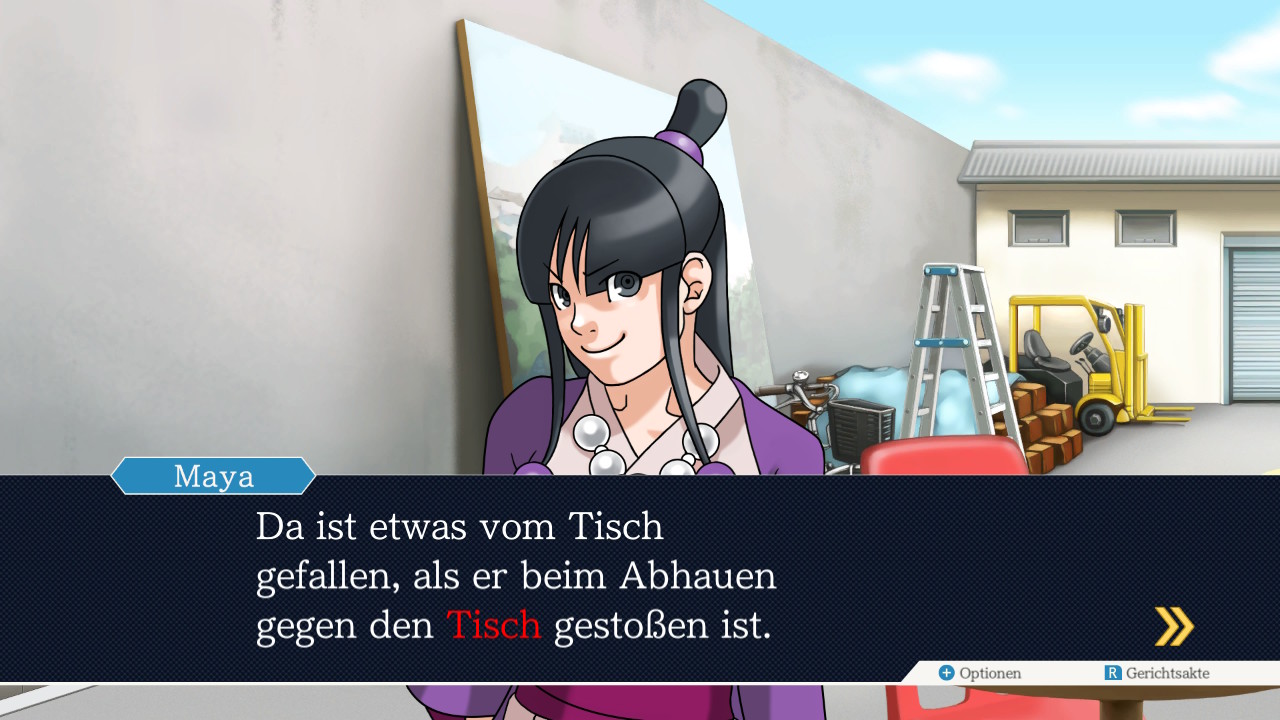 Maya
Da ist etwas vom Tisch
gefallen, als er beim Abhauen
gegen den Tisch gestoßen ist.
+ Optionen
R Gerichtsakte